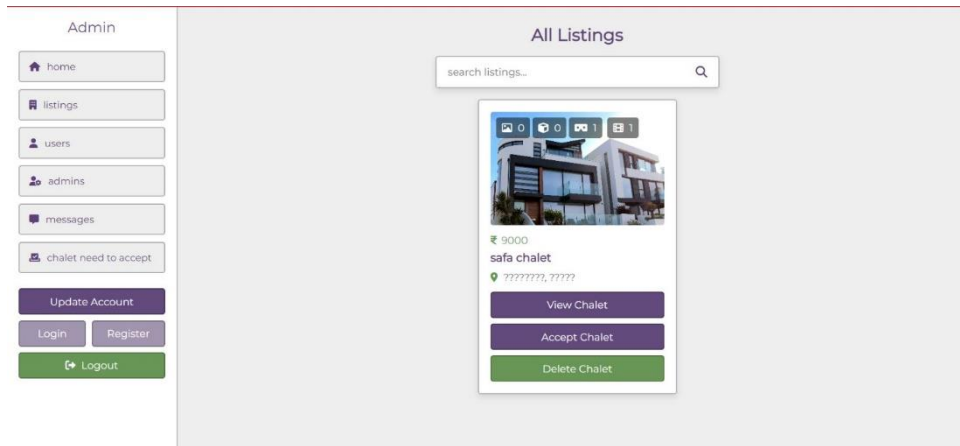 Admin
home
listings
users
admins
messages
chalet need to accept
Update Account
Login Register
Logout
All Listings
search listings...
0 0 1 1
₹ 9000
safa chalet
????????, ?????
View Chalet
Accept Chalet
Delete Chalet